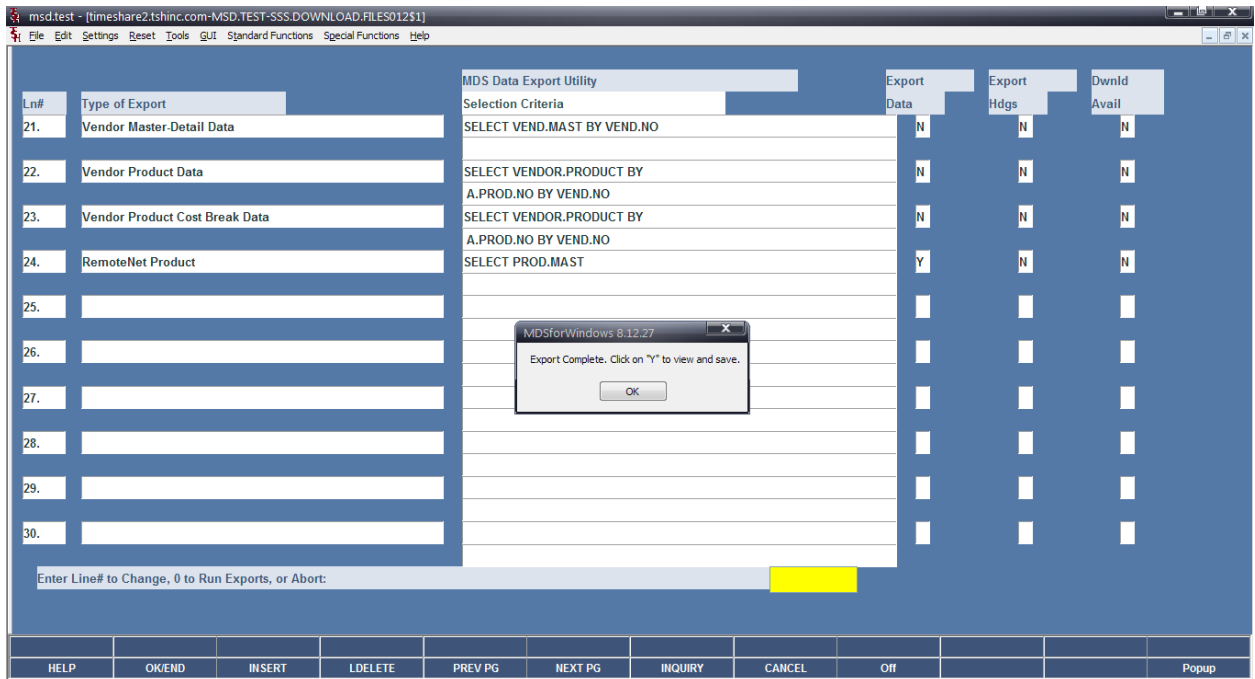 msd.test - [timeshare2.tshinc.com-MSD.TEST-SSS.DOWNLOAD.FILES012$1]
File Edit Settings Reset Tools GUI Standard Functions Special Functions Help
MDS Data Export Utility Export Export Dwnld
Ln# Type of Export Selection Criteria Data Hdgs Avail
21. Vendor Master-Detail Data SELECT VEND.MAST BY VEND.NO N N N
22. Vendor Product Data SELECT VENDOR.PRODUCT BY N N N
A.PROD.NO BY VEND.NO
23. Vendor Product Cost Break Data SELECT VENDOR.PRODUCT BY N N N
A.PROD.NO BY VEND.NO
24. RemoteNet Product SELECT PROD.MAST Y N N
25.
26.
27.
28.
29.
30.
MDSforWindows 8.12.27
Export Complete. Click on "Y" to view and save.
OK
Enter Line# to Change, 0 to Run Exports, or Abort:
HELP OK/END INSERT LDELETE PREV PG NEXT PG INQUIRY CANCEL Off Popup